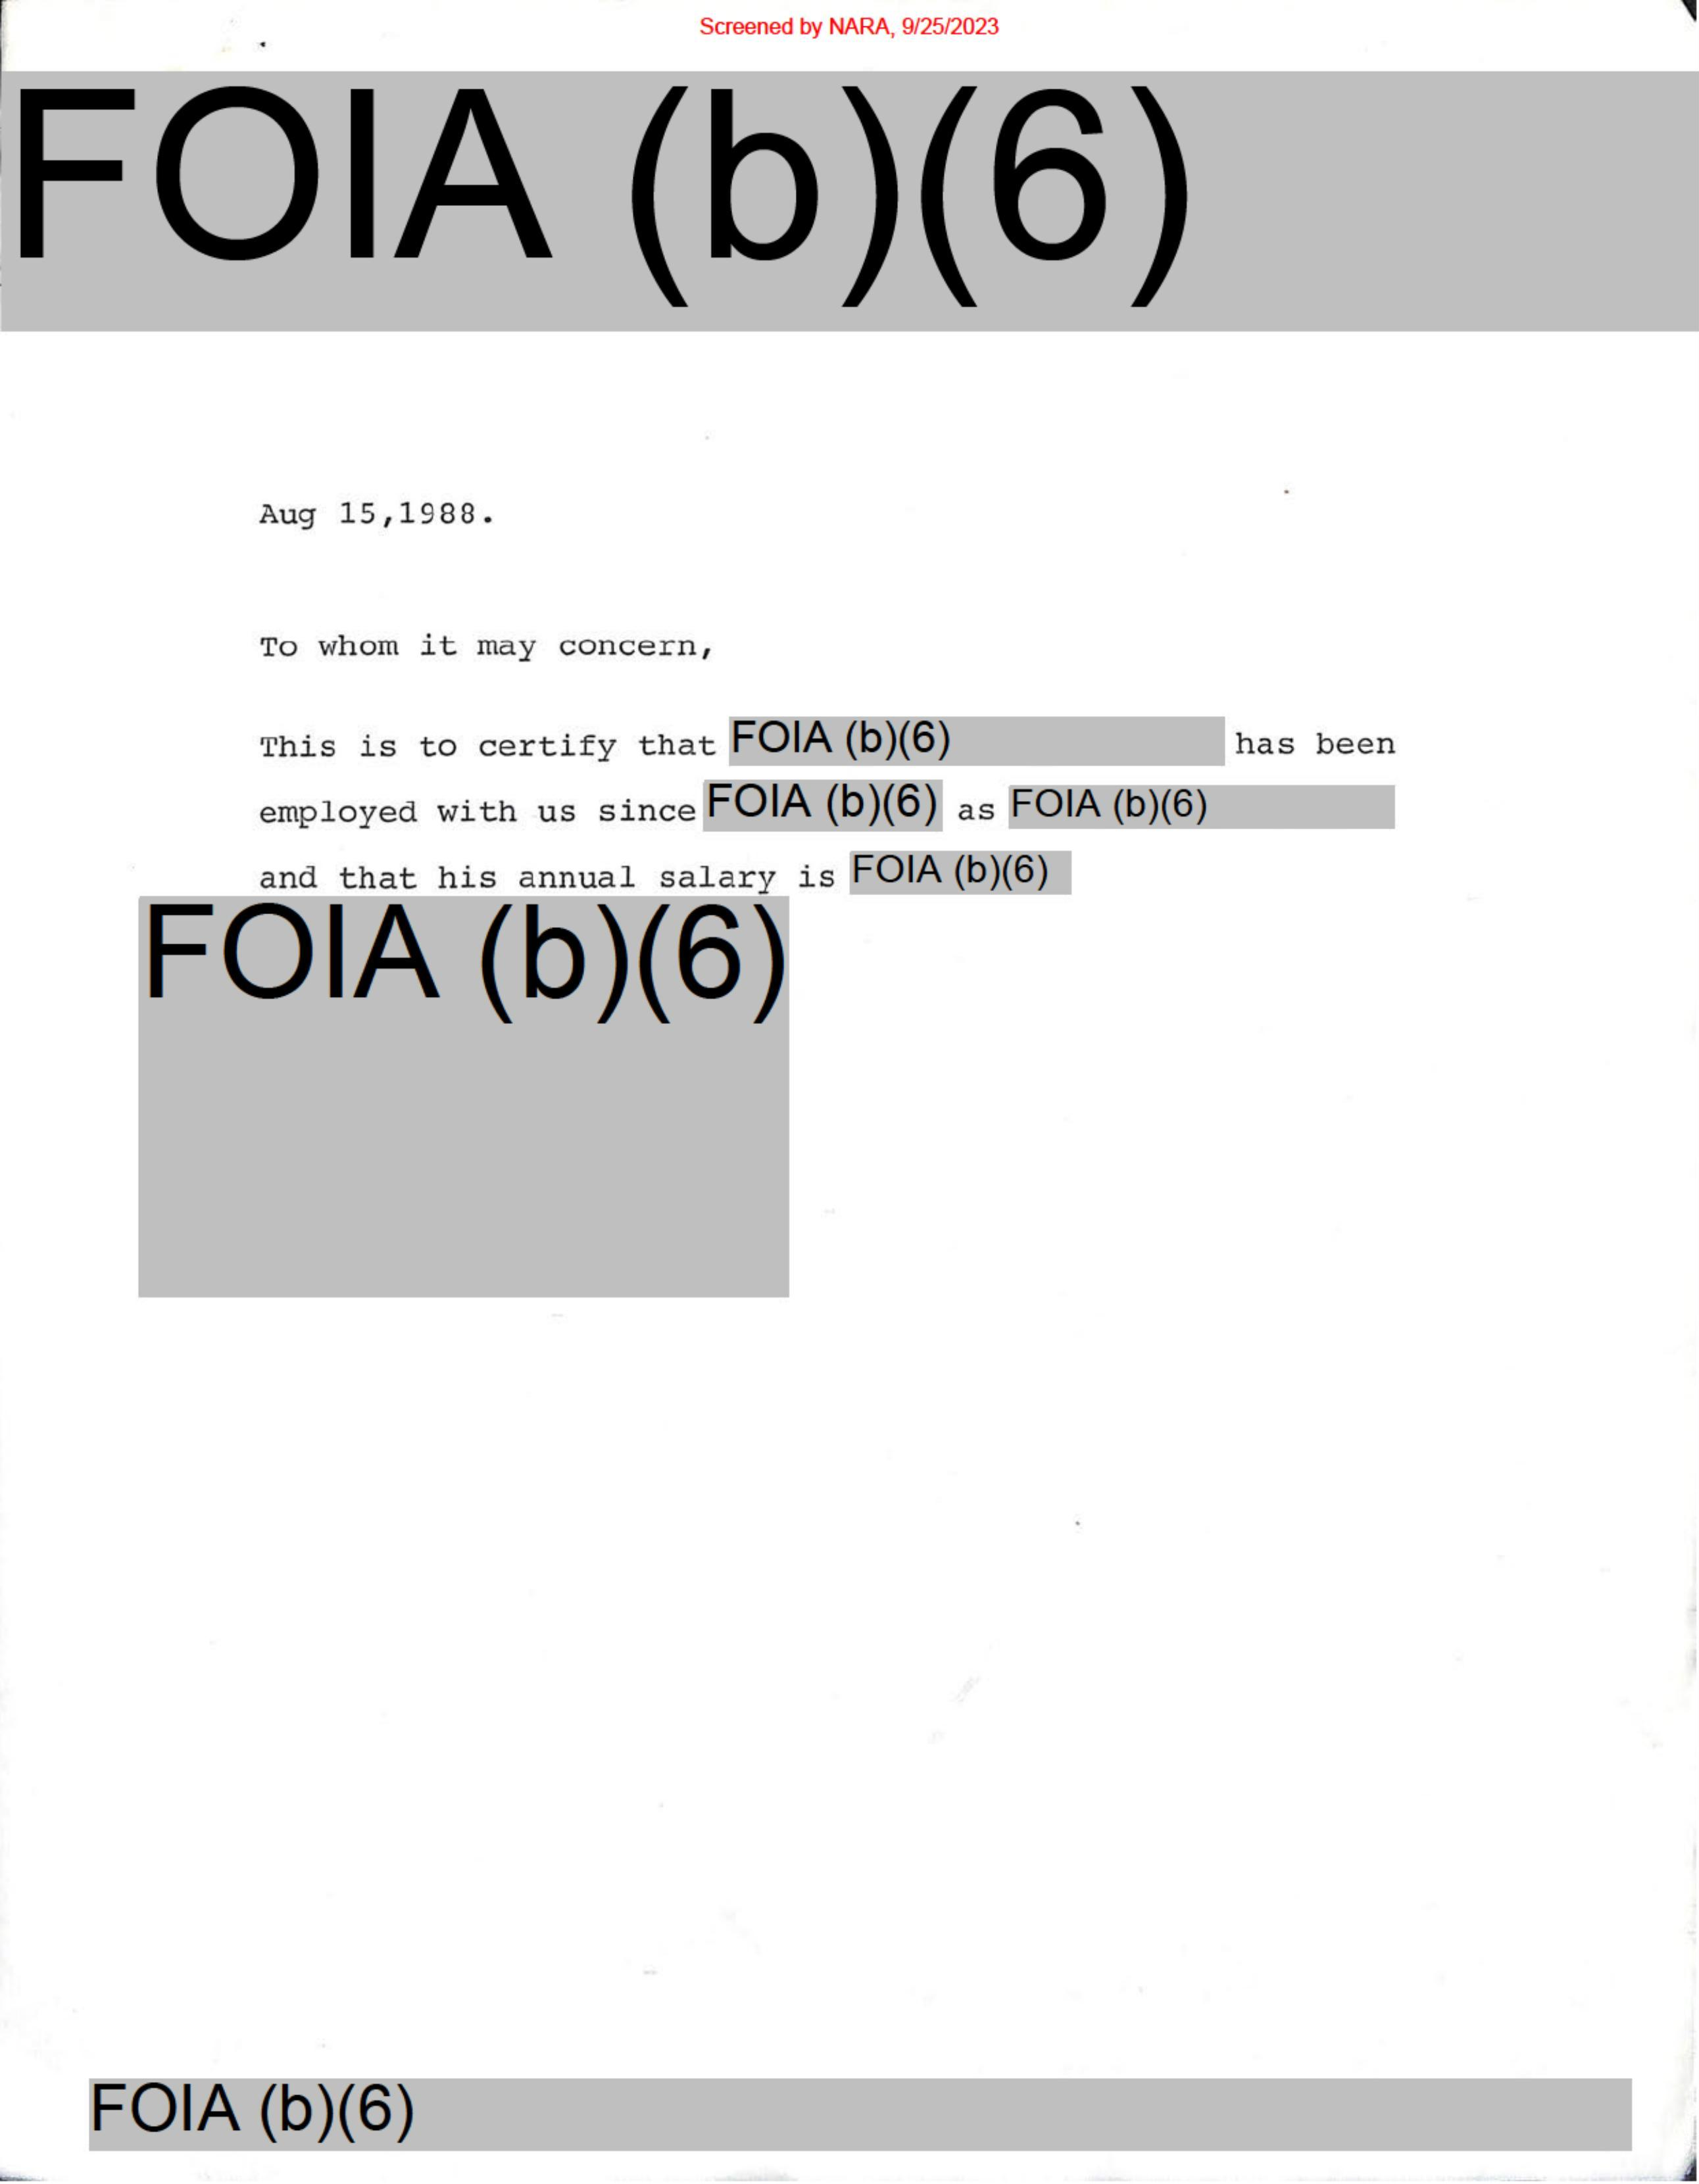 Screened by NARA, 9/25/2023
FOIA (b)(6)
Aug 15,1988.
To whom it may concern,
This is to certify that FOIA (b)(6) has been
employed with us since FOIA (b)(6) as FOIA (b)(6)
and that his annual salary is FOIA (b)(6)
FOIA (b)(6)
FOIA (b)(6)